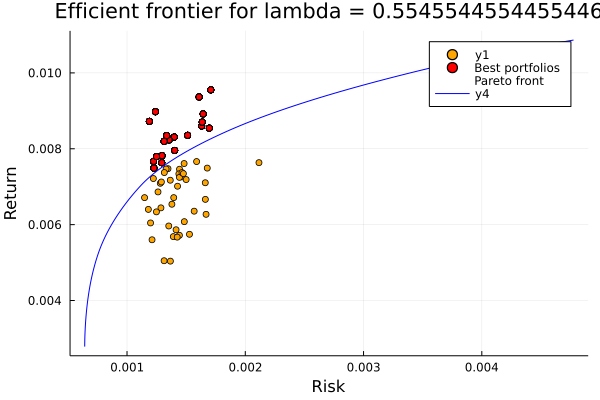 Efficient frontier for lambda = 0.5545544554455446
y1
Best portfolios
Pareto front
y4
0.010
0.008
0.006
0.004
Return
0.001
0.002
0.003
0.004
Risk